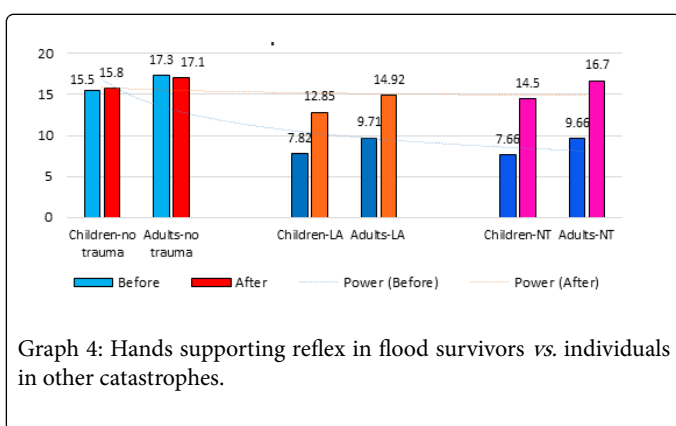 20
15
10
5
0
15.5 15.8
17.3 17.1
7.82 12.85
9.71 14.92
7.66 14.5
9.66 16.7
Children-no trauma
Adults-no trauma
Children-LA
Adults-LA
Children-NT
Adults-NT
Before After Power (Before) Power (After)
Graph 4: Hands supporting reflex in flood survivors vs. individuals
in other catastrophes.